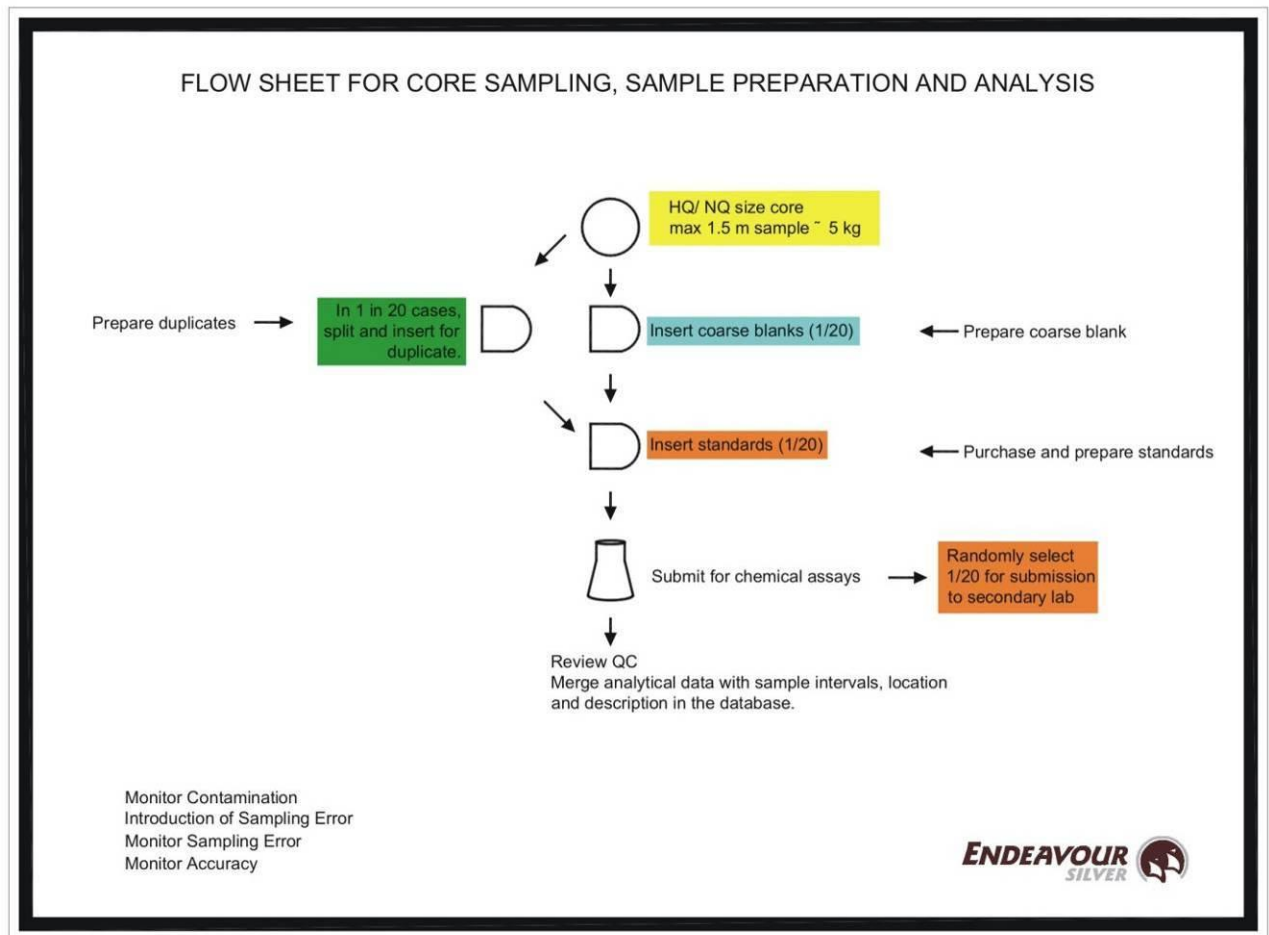 FLOW SHEET FOR CORE SAMPLING, SAMPLE PREPARATION AND ANALYSIS
HQ/ NQ size core
max 1.5 m sample ~ 5 kg
Prepare duplicates
In 1 in 20 cases,
split and insert for
duplicate.
Insert coarse blanks (1/20)
Prepare coarse blank
Insert standards (1/20)
Purchase and prepare standards
Submit for chemical assays
Randomly select
1/20 for submission
to secondary lab
Review QC
Merge analytical data with sample intervals, location
and description in the database.
Monitor Contamination
Introduction of Sampling Error
Monitor Sampling Error
Monitor Accuracy
ENDEAVOUR
SILVER